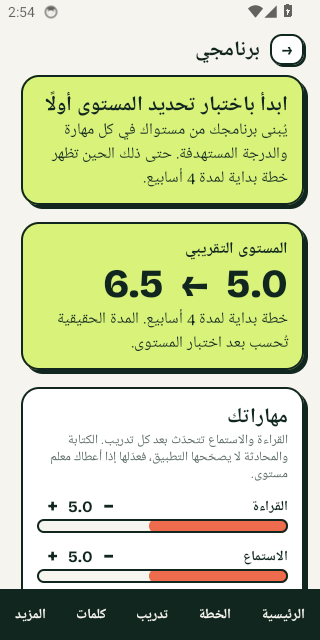 2:54
برنامجي
ابدأ باختبار تحديد المستوى أولًا
يُبنى برنامجك من مستواك في كل مهارة
والدرجة المستهدفة. حتى ذلك الحين تظهر
خطة بداية لمدة 4 أسابيع.
المستوى التقريبي
5.0 ← 6.5
خطة بداية لمدة 4 أسابيع. المدة الحقيقية
تُحسب بعد اختبار المستوى.
مهاراتك
القراءة والاستماع تتحدّث بعد كل تدريب. الكتابة
والمحادثة لا يصححها التطبيق، فعدّلها إذا أعطاك معلم
مستوى.
القراءة − 5.0 +
الاستماع − 5.0 +
الرئيسية الخطة تدريب كلمات المزيد